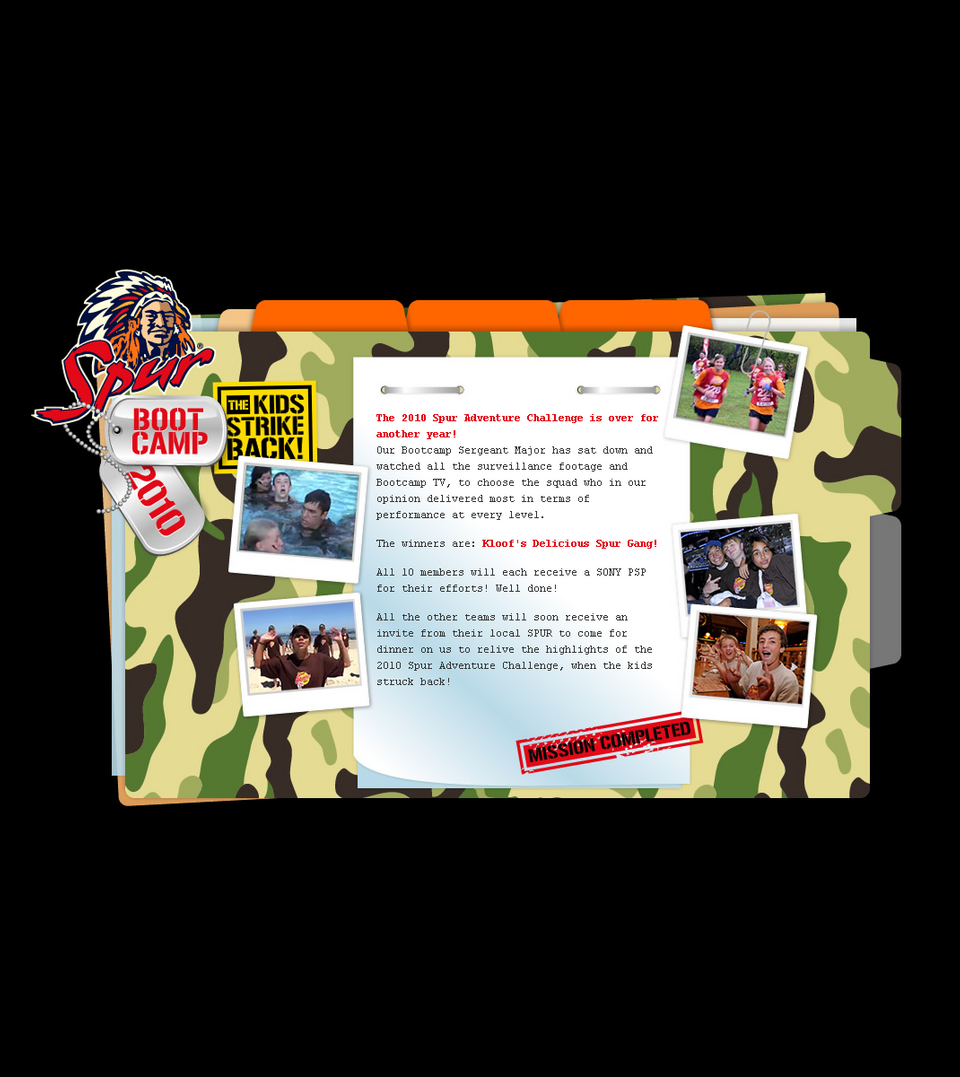 Spur®
BOOT
CAMP
2010
THE KIDS
STRIKE
BACK!
The 2010 Spur Adventure Challenge is over for
another year!
Our Bootcamp Sergeant Major has sat down and
watched all the surveillance footage and
Bootcamp TV, to choose the squad who in our
opinion delivered most in terms of
performance at every level.
The winners are: Kloof's Delicious Spur Gang!
All 10 members will each receive a SONY PSP
for their efforts! Well done!
All the other teams will soon receive an
invite from their local SPUR to come for
dinner on us to relive the highlights of the
2010 Spur Adventure Challenge, when the kids
struck back!
MISSION COMPLETED